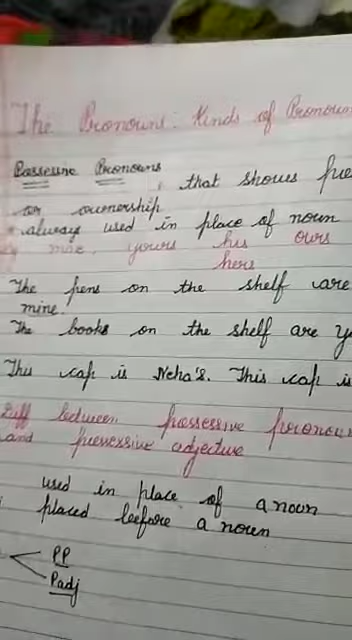 The Pronouns: Kinds of Pronoun
Possessive Pronouns
that shows
or ownership
always used in place of noun
mine, yours his ours
hers
The pens on the shelf are
mine.
The books on the shelf are y
This cap is Neha's. This cap is
Diff between possessive pronou
and possessive adjective
used in place of a noun
placed before a noun
PP
Padj